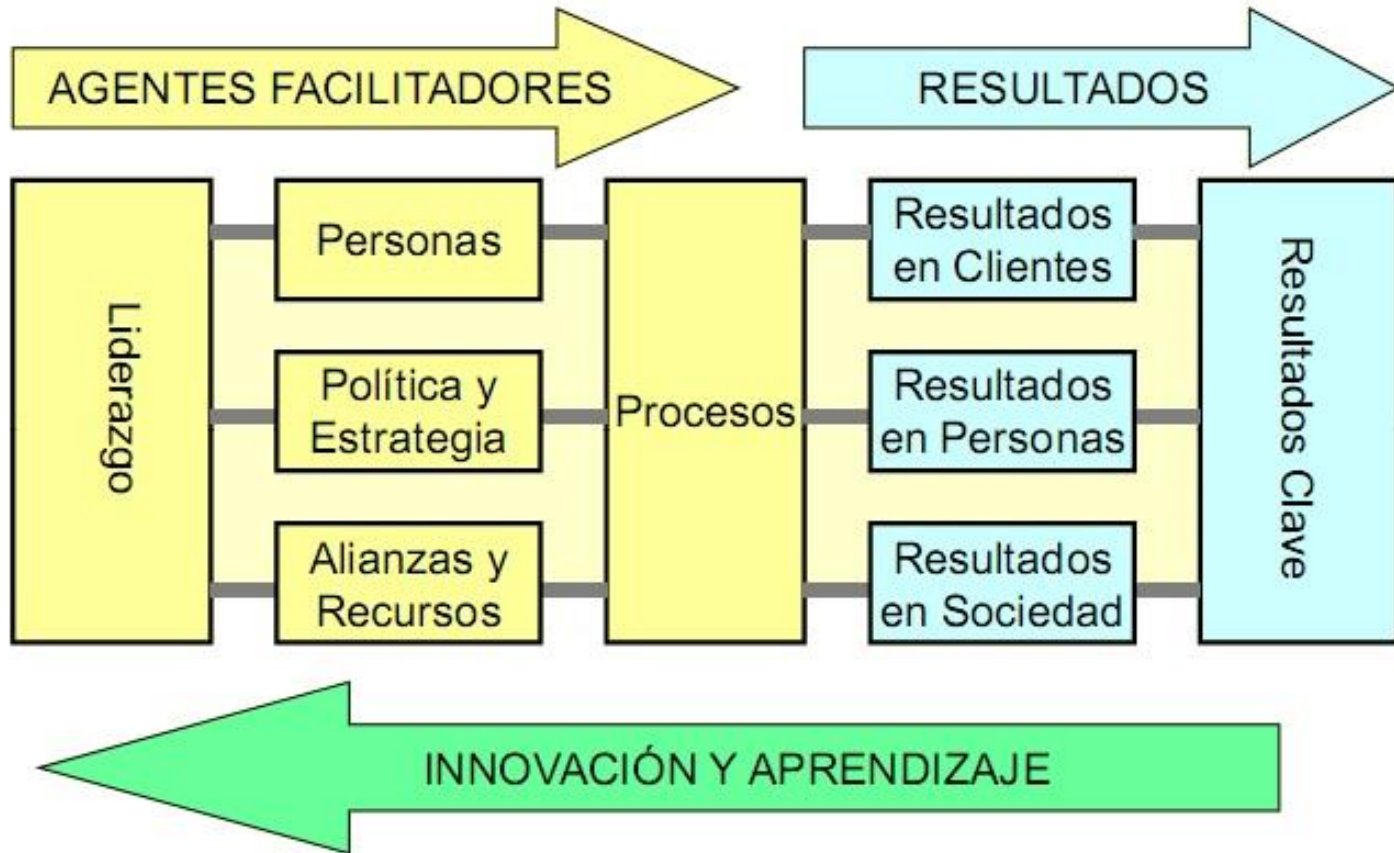 AGENTES FACILITADORES
RESULTADOS
Liderazgo
Personas
Política y
Estrategia
Alianzas y
Recursos
Procesos
Resultados
en Clientes
Resultados
en Personas
Resultados
en Sociedad
Resultados Clave
INNOVACIÓN Y APRENDIZAJE